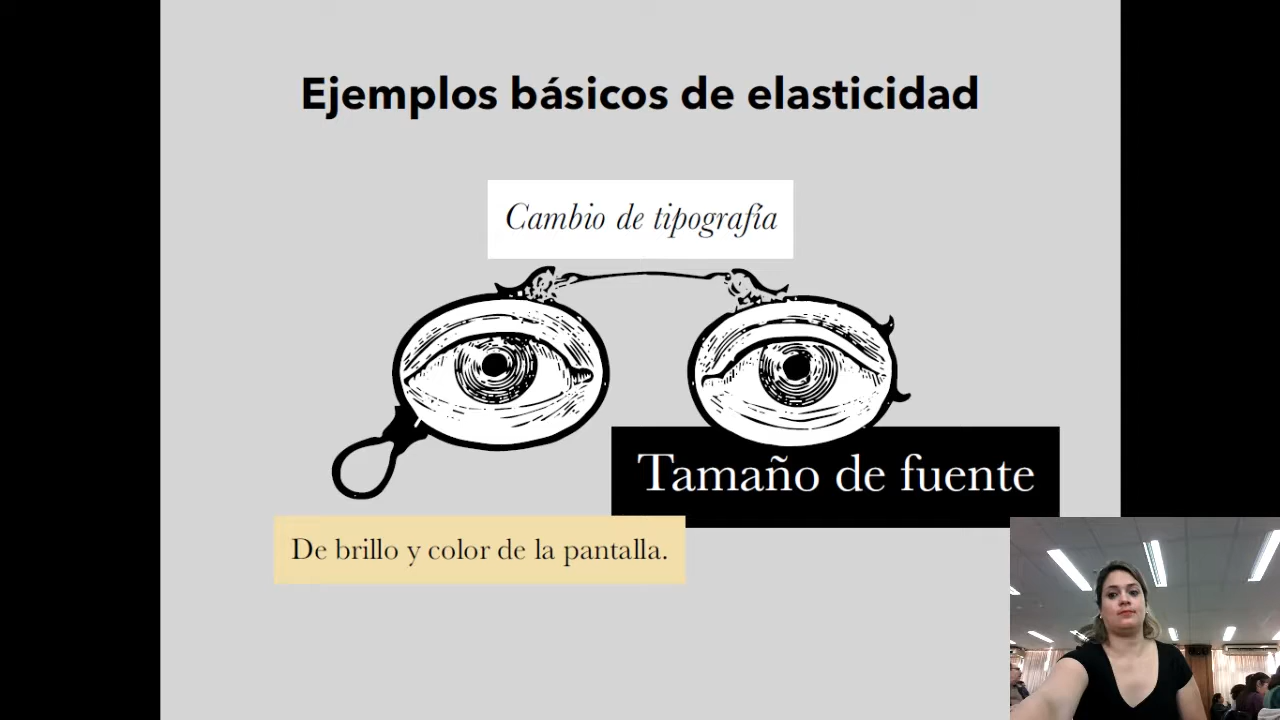 Ejemplos básicos de elasticidad
Cambio de tipografía
Tamaño de fuente
De brillo y color de la pantalla.